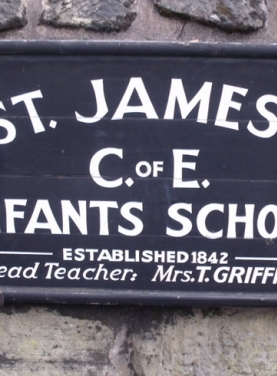 ST. JAMES
C. OF E.
FANTS SCHO
ESTABLISHED 1842
ead Teacher: Mrs. T. GRIFF